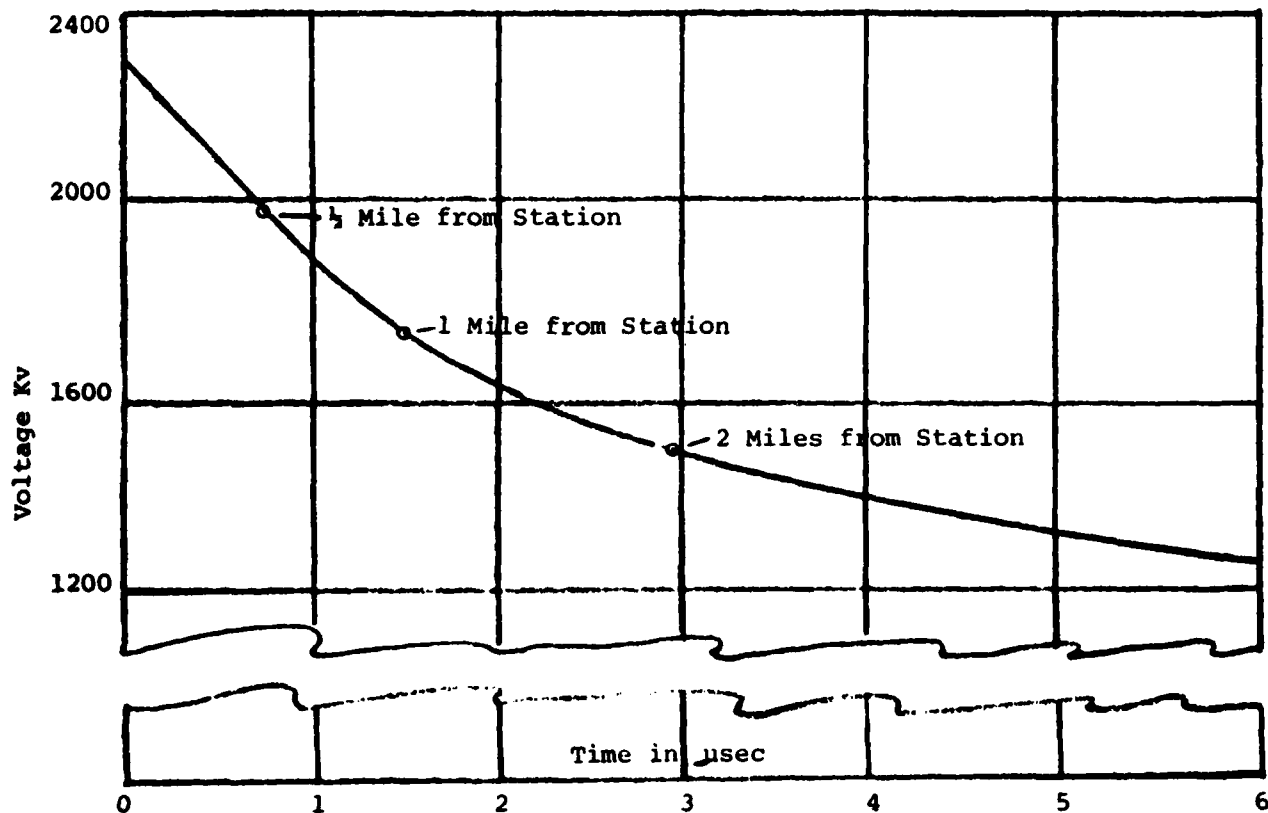 2400
2000
½ Mile from Station
1 Mile from Station
1600
2 Miles from Station
1200
Voltage Kv
Time in µsec
0 1 2 3 4 5 6